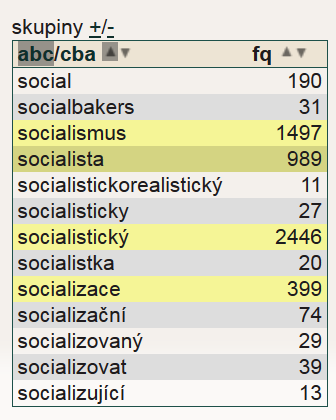 skupiny +/-
abc/cba ▲▼ fq ▲▼
social 190
socialbakers 31
socialismus 1497
socialista 989
socialistickorealistický 11
socialisticky 27
socialistický 2446
socialistka 20
socializace 399
socializační 74
socializovaný 29
socializovat 39
socializující 13